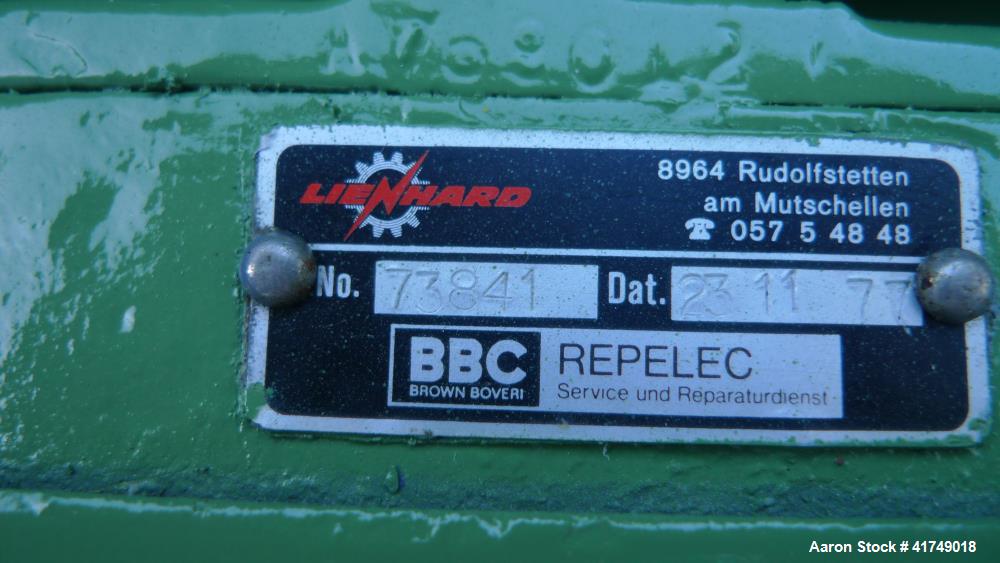 LIENHARD
8964 Rudolfstetten
am Mutschellen
☎ 057 5 48 48
No. 73841 Dat. 23 11 77
BBC
BROWN BOVERI
REPELEC
Service und Reparaturdienst
Aaron Stock # 41749018